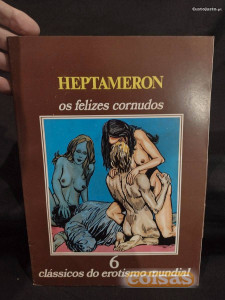 HEPTAMERON
os felizes cornudos
6
clássicos do erotismo mundial
coisas